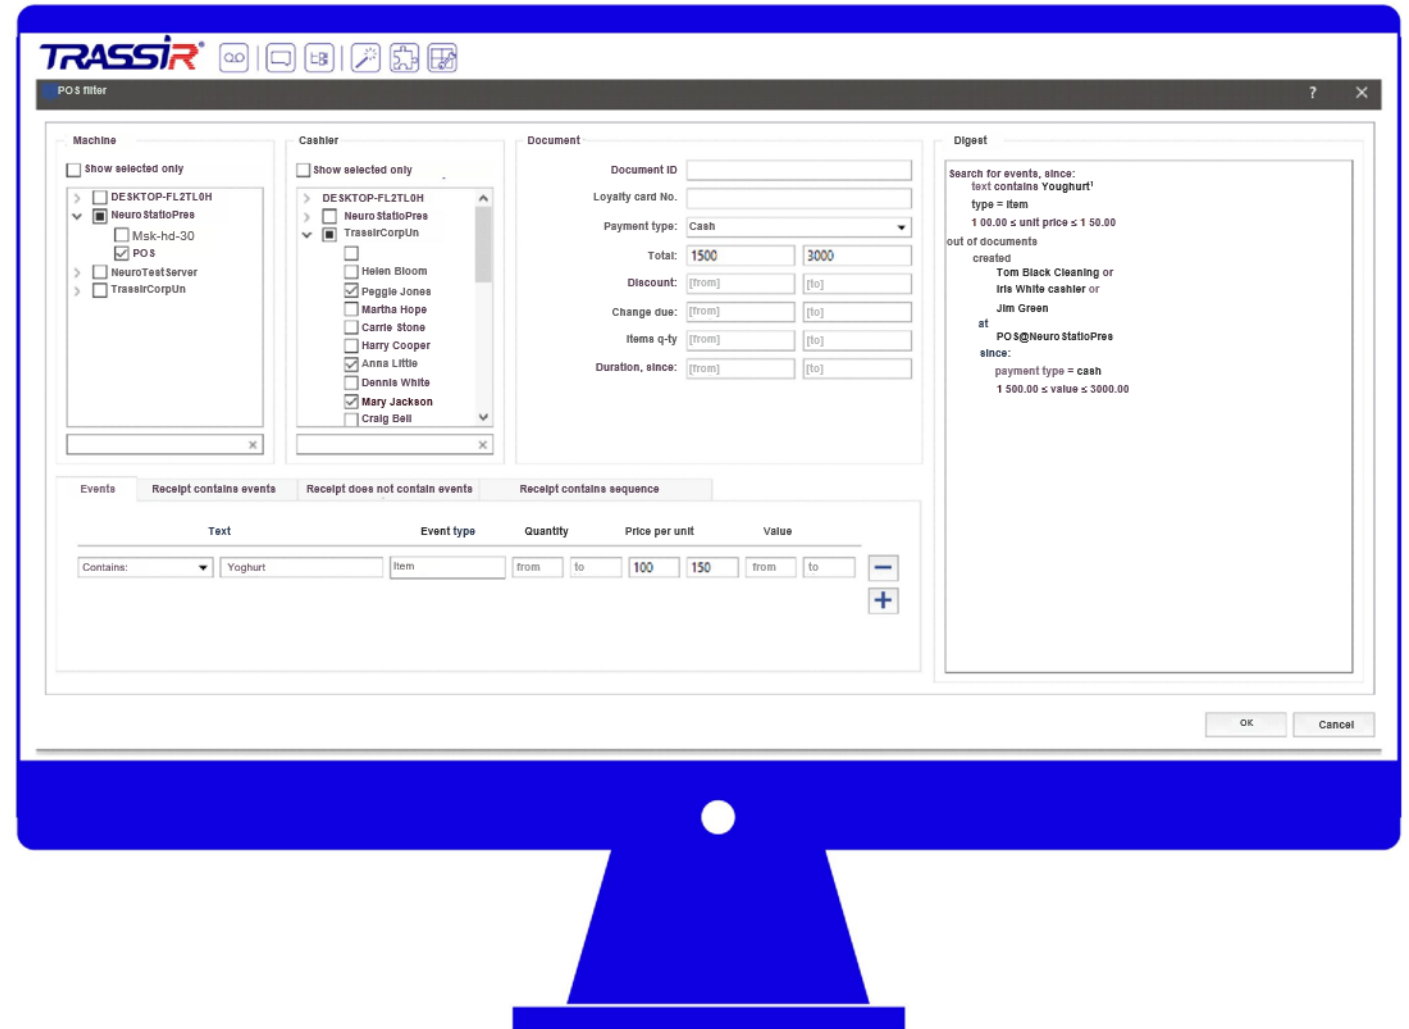 TRASSIR
POS filter
?
Machine
Show selected only
DESKTOP-FL2TL0H
NeuroStatioPres
Msk-hd-30
POS
NeuroTestServer
TrassirCorpUn
Cashier
Show selected only
DESKTOP-FL2TL0H
NeuroStatioPres
TrassirCorpUn
Helen Bloom
Peggie Jones
Martha Hope
Carrie Stone
Harry Cooper
Anna Little
Dennis White
Mary Jackson
Craig Bell
Document
Document ID
Loyalty card No.
Payment type: Cash
Total: 1500 3000
Discount: [from] [to]
Change due: [from] [to]
Items q-ty [from] [to]
Duration, since: [from] [to]
Digest
Search for events, since:
text contains Youghurt¹
type = Item
1 00.00 ≤ unit price ≤ 1 50.00
out of documents
created
Tom Black Cleaning or
Iris White cashier or
Jim Green
at
POS@NeuroStatioPres
since:
payment type = cash
1 500.00 ≤ value ≤ 3000.00
Events Receipt contains events Receipt does not contain events Receipt contains sequence
Text Event type Quantity Price per unit Value
Contains: Yoghurt Item from to 100 150 from to
OK Cancel